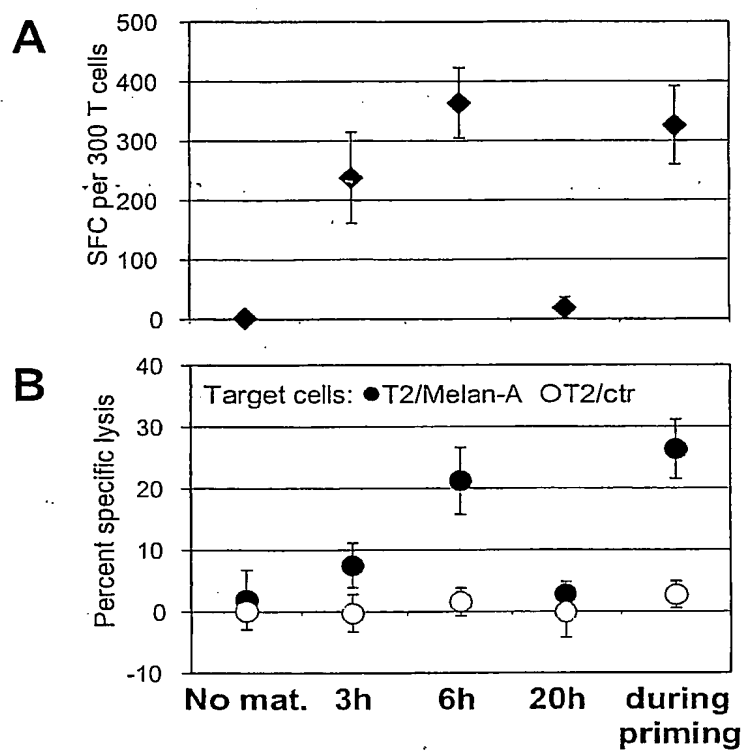 A
SFC per 300 T cells
500
400
300
200
100
0
B
Percent specific lysis
40
30
20
10
0
-10
Target cells: ●T2/Melan-A ○T2/ctr
No mat. 3h 6h 20h during
priming